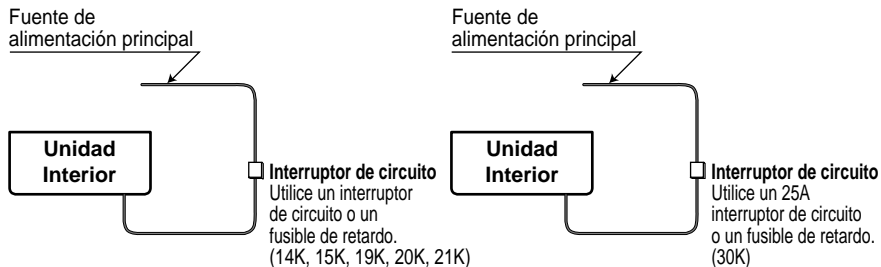 Fuente de
alimentación principal
Unidad
Interior
Interruptor de circuito
Utilice un interruptor
de circuito o un
fusible de retardo.
(14K, 15K, 19K, 20K, 21K)
Fuente de
alimentación principal
Unidad
Interior
Interruptor de circuito
Utilice un 25A
interruptor de circuito
o un fusible de retardo.
(30K)